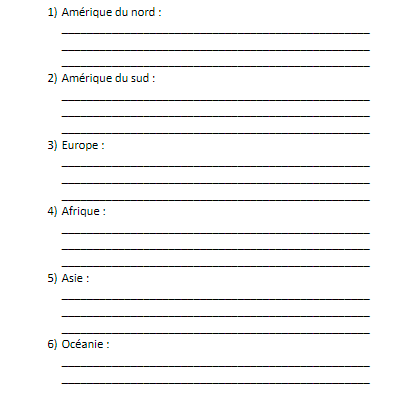 1) Amérique du nord :
2) Amérique du sud :
3) Europe :
4) Afrique :
5) Asie :
6) Océanie :